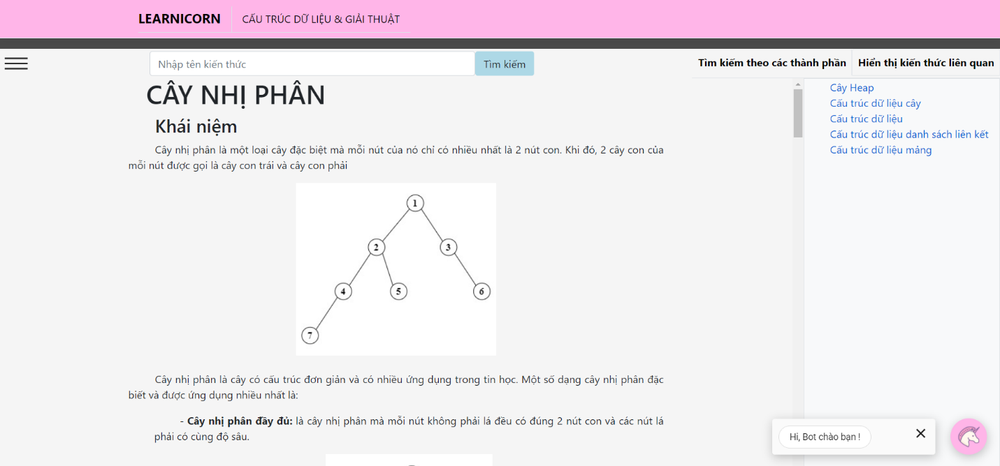 LEARNICORN
CẤU TRÚC DỮ LIỆU & GIẢI THUẬT
Nhập tên kiến thức
Tìm kiếm
Tìm kiếm theo các thành phần
Hiển thị kiến thức liên quan
CÂY NHỊ PHÂN
Khái niệm
Cây nhị phân là một loại cây đặc biệt mà mỗi nút của nó chỉ có nhiều nhất là 2 nút con. Khi đó, 2 cây con của
mỗi nút được gọi là cây con trái và cây con phải
1
2
3
4
5
6
7
Cây nhị phân là cây có cấu trúc đơn giản và có nhiều ứng dụng trong tin học. Một số dạng cây nhị phân đặc
biết và được ứng dụng nhiều nhất là:
- Cây nhị phân đầy đủ: là cây nhị phân mà mỗi nút không phải lá đều có đúng 2 nút con và các nút lá
phải có cùng độ sâu.
Cây Heap
Cấu trúc dữ liệu cây
Cấu trúc dữ liệu
Cấu trúc dữ liệu danh sách liên kết
Cấu trúc dữ liệu mảng
Hi, Bot chào bạn !